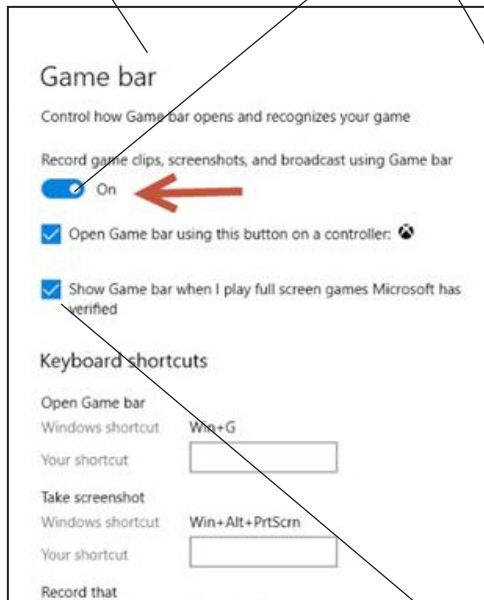 Game bar
Control how Game bar opens and recognizes your game
Record game clips, screenshots, and broadcast using Game bar
On
Open Game bar using this button on a controller:
Show Game bar when I play full screen games Microsoft has
verified
Keyboard shortcuts
Open Game bar
Windows shortcut Win+G
Your shortcut
Take screenshot
Windows shortcut Win+Alt+PrtScrn
Your shortcut
Record that